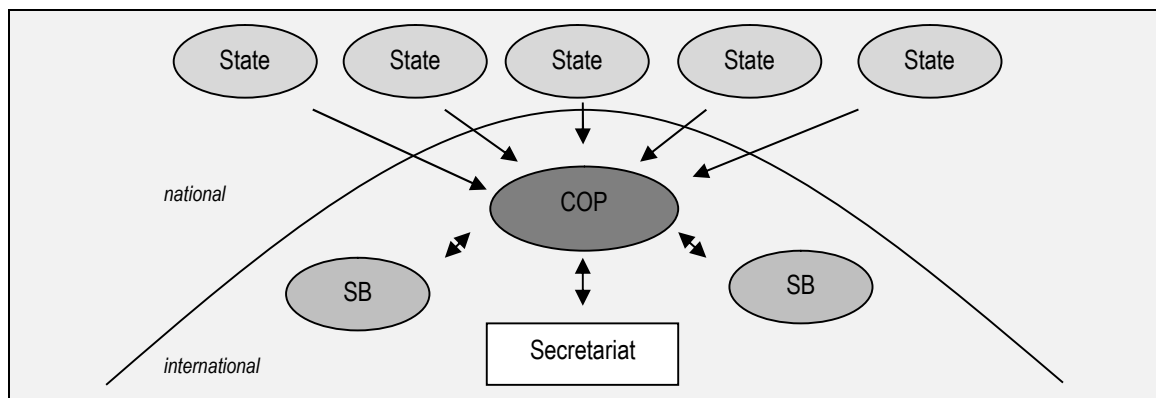 State State State State State
national
COP
SB SB
Secretariat
international